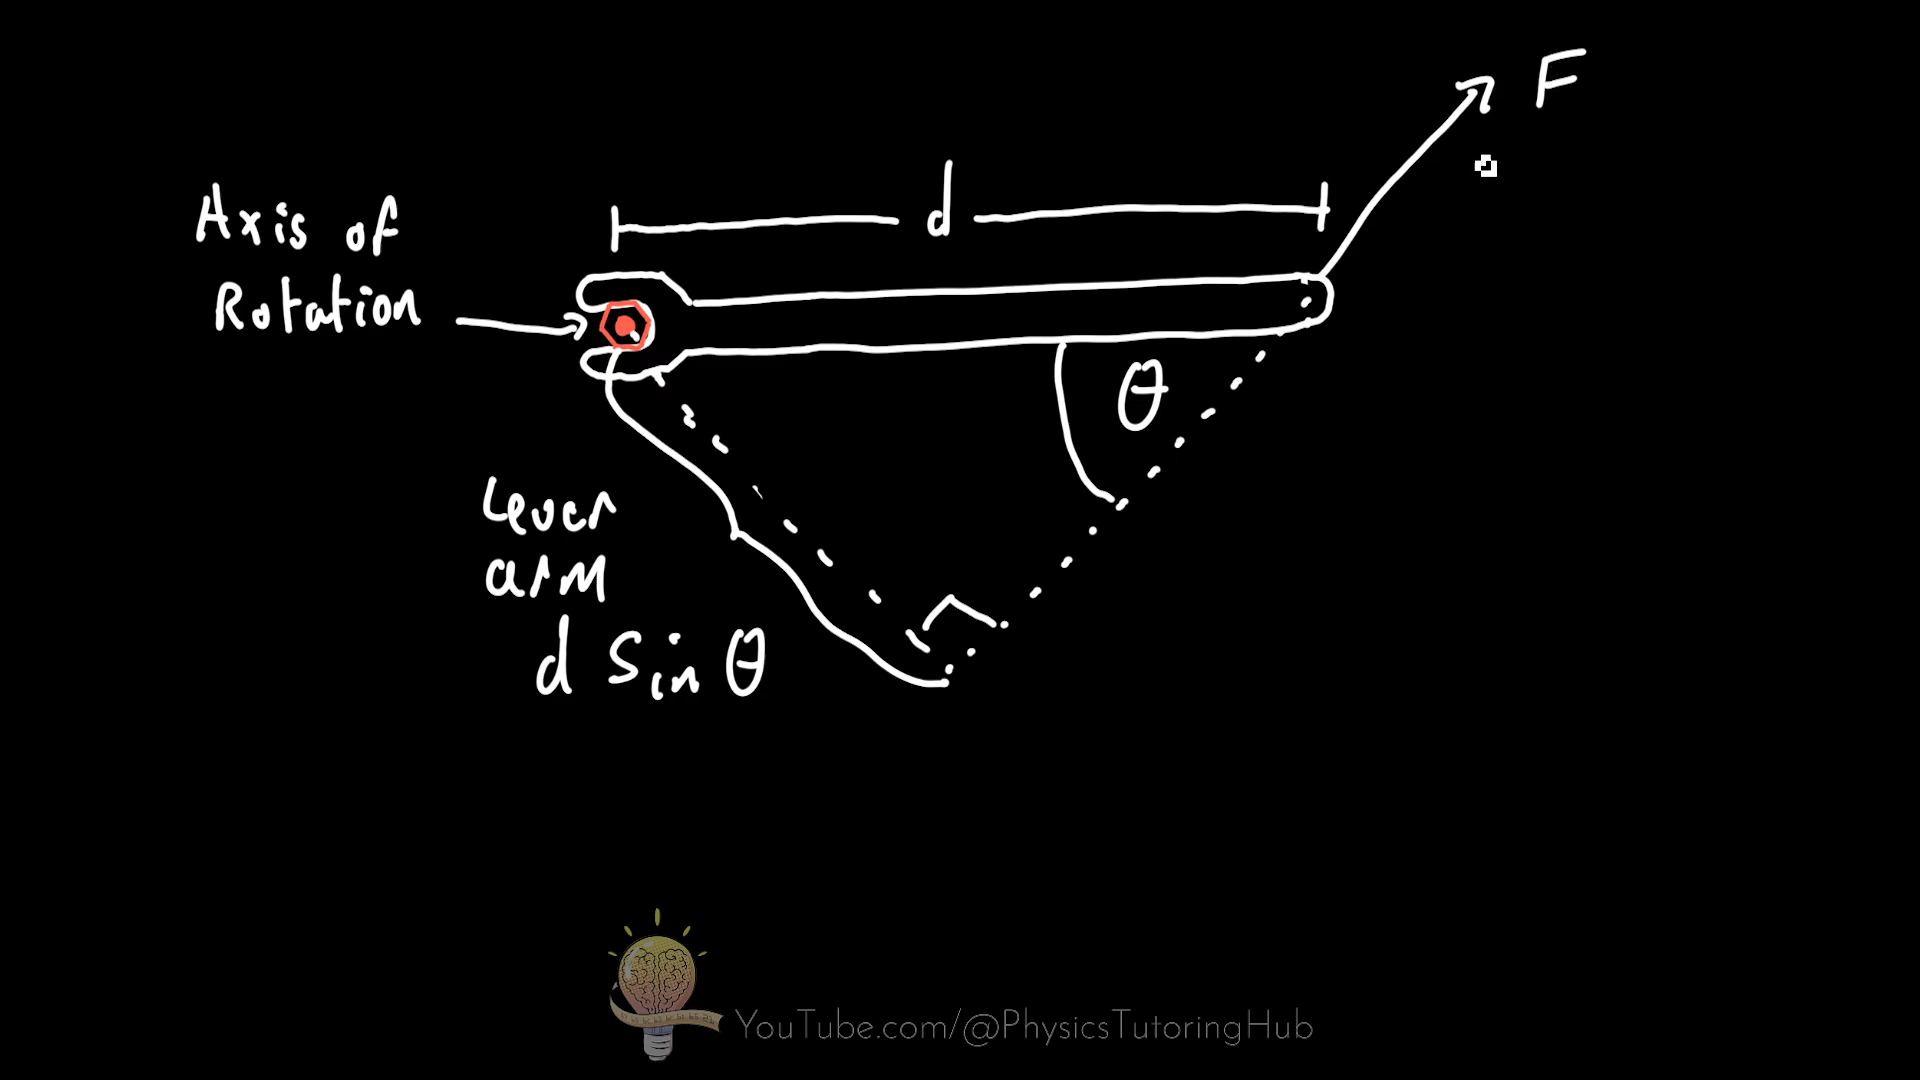 F
d
Axis of
Rotation
θ
Lever
arm
d Sin θ
YouTube.com/@PhysicsTutoringHub